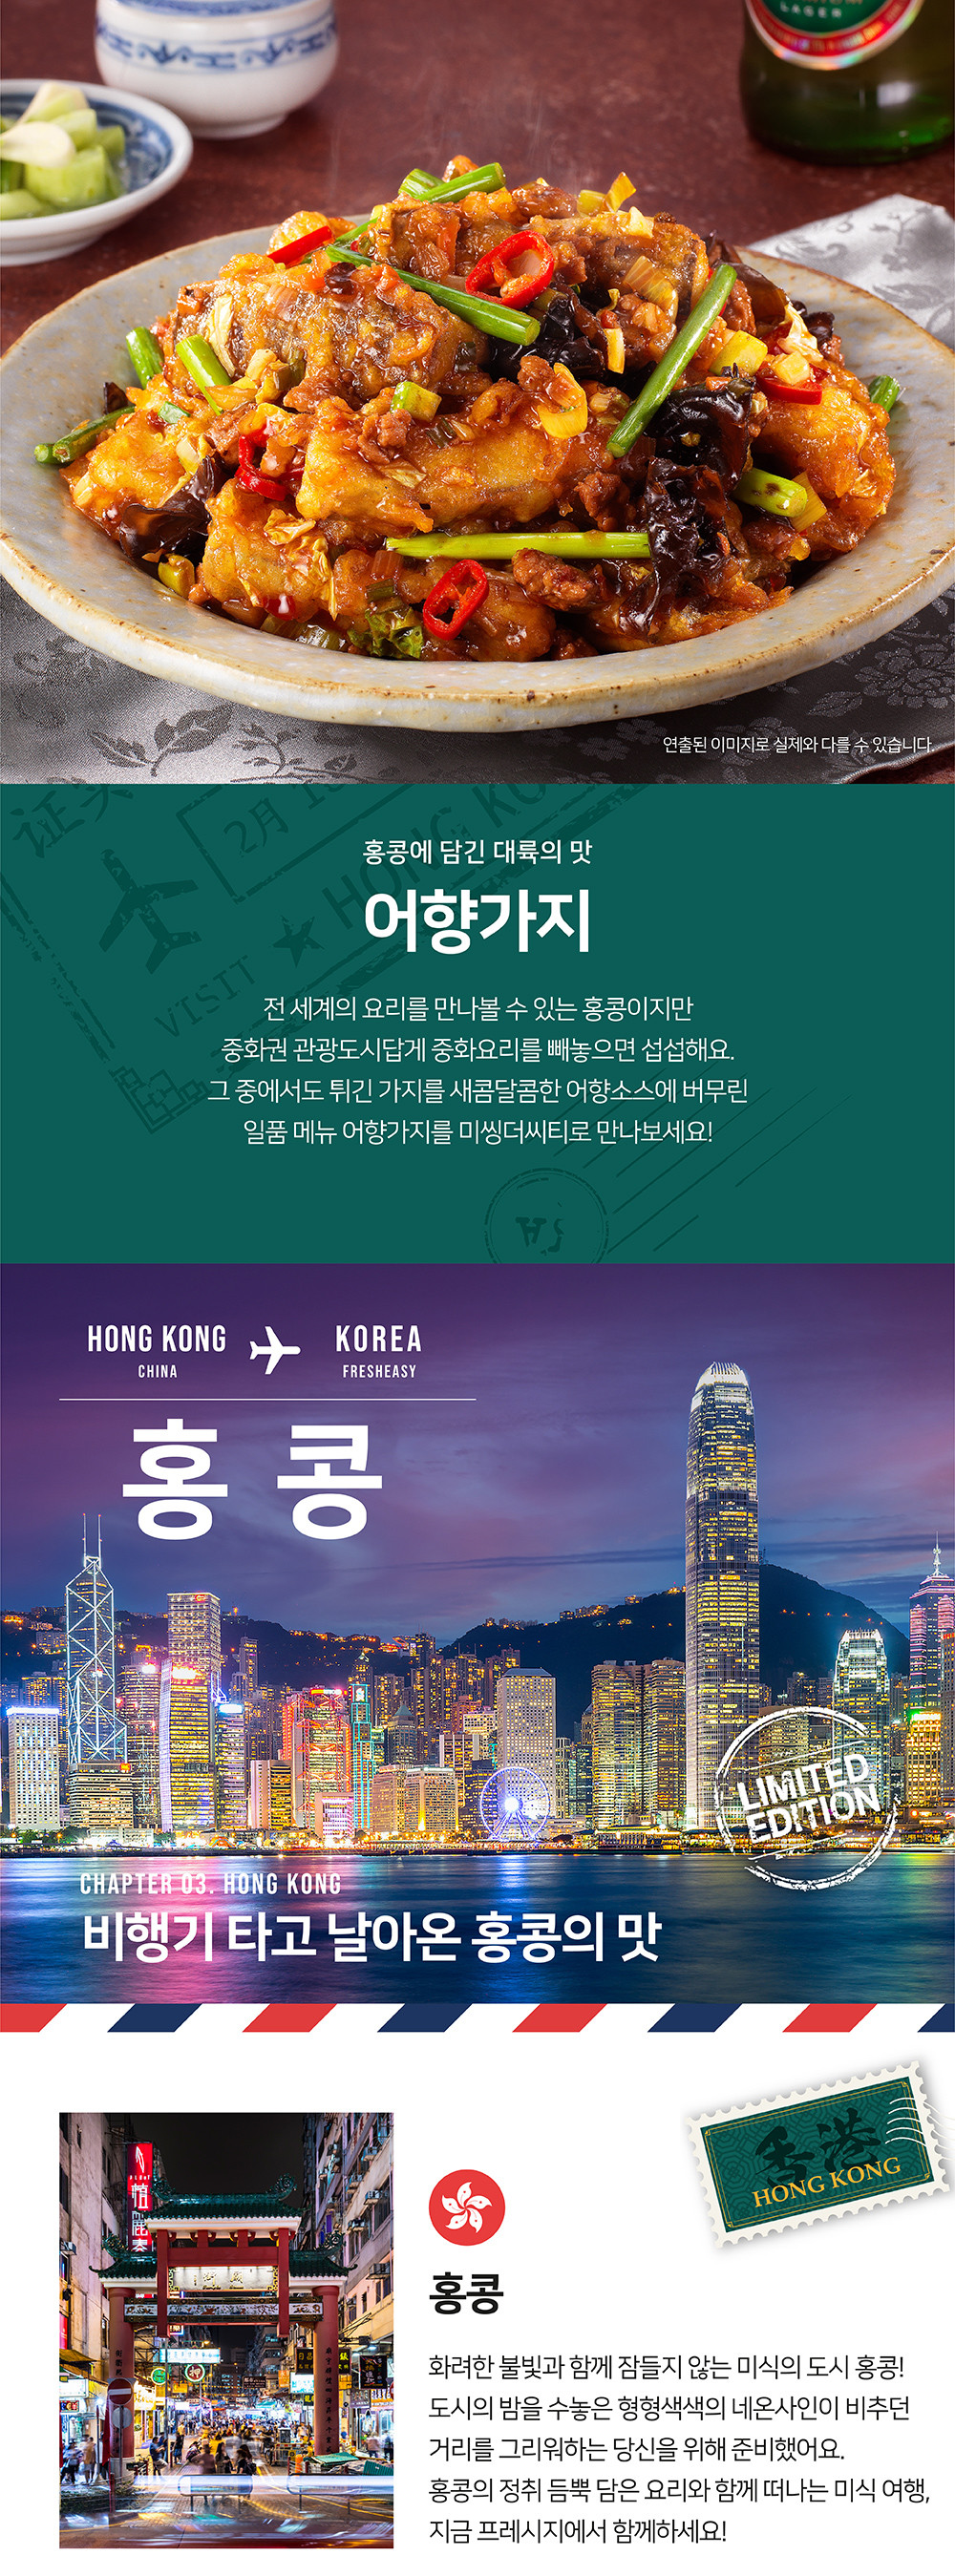 LAGER
연출된 이미지로 실제와 다를 수 있습니다.
2月 1
VISIT ★ HONG KO
홍콩에 담긴 대륙의 맛
어향가지
전 세계의 요리를 만나볼 수 있는 홍콩이지만
중화권 관광도시답게 중화요리를 빼놓으면 섭섭해요.
그 중에서도 튀긴 가지를 새콤달콤한 어향소스에 버무린
일품 메뉴 어향가지를 미씽더씨티로 만나보세요!
HONG KONG KOREA
CHINA FRESHEASY
홍콩
LIMITED
EDITION
CHAPTER 03. HONG KONG
비행기 타고 날아온 홍콩의 맛
香港
HONG KONG
홍콩
화려한 불빛과 함께 잠들지 않는 미식의 도시 홍콩!
도시의 밤을 수놓은 형형색색의 네온사인이 비추던
거리를 그리워하는 당신을 위해 준비했어요.
홍콩의 정취 듬뿍 담은 요리와 함께 떠나는 미식 여행,
지금 프레시지에서 함께하세요!